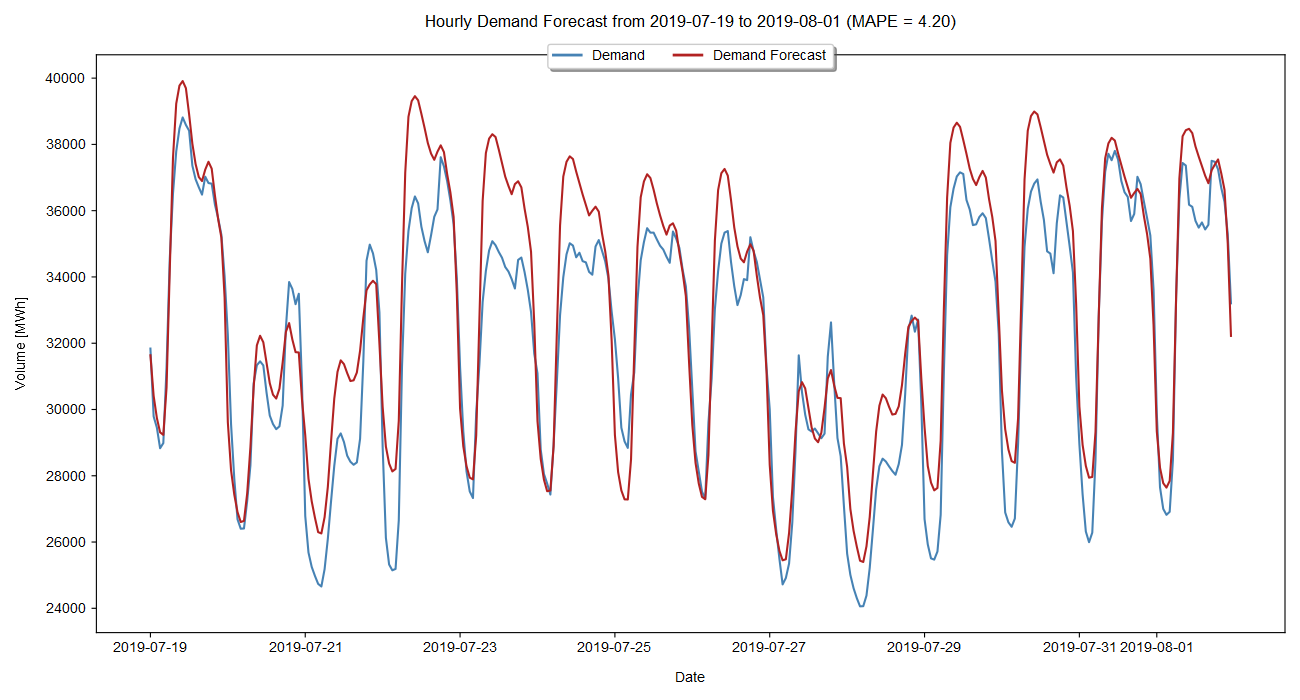 Hourly Demand Forecast from 2019-07-19 to 2019-08-01 (MAPE = 4.20)
Demand Demand Forecast
40000
38000
36000
34000
32000
30000
28000
26000
24000
Volume [MWh]
2019-07-19 2019-07-21 2019-07-23 2019-07-25 2019-07-27 2019-07-29 2019-07-31 2019-08-01
Date